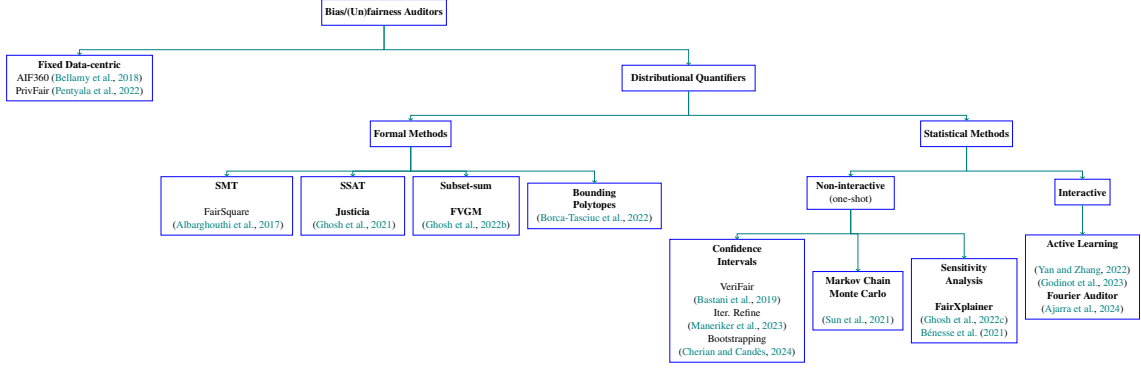 Bias/(Un)fairness Auditors
Fixed Data-centric
AIF360 (Bellamy et al., 2018)
PrivFair (Pentyala et al., 2022)
Distributional Quantifiers
Formal Methods
Statistical Methods
SMT
FairSquare
(Albarghouthi et al., 2017)
SSAT
Justicia
(Ghosh et al., 2021)
Subset-sum
FVGM
(Ghosh et al., 2022b)
Bounding
Polytopes
(Borca-Tasciuc et al., 2022)
Non-interactive
(one-shot)
Interactive
Confidence
Intervals
VeriFair
(Bastani et al., 2019)
Iter. Refine
(Maneriker et al., 2023)
Bootstrapping
(Cherian and Candès, 2024)
Markov Chain
Monte Carlo
(Sun et al., 2021)
Sensitivity
Analysis
FairXplainer
(Ghosh et al., 2022c)
Bénesse et al. (2021)
Active Learning
(Yan and Zhang, 2022)
(Godinot et al., 2023)
Fourier Auditor
(Ajarra et al., 2024)